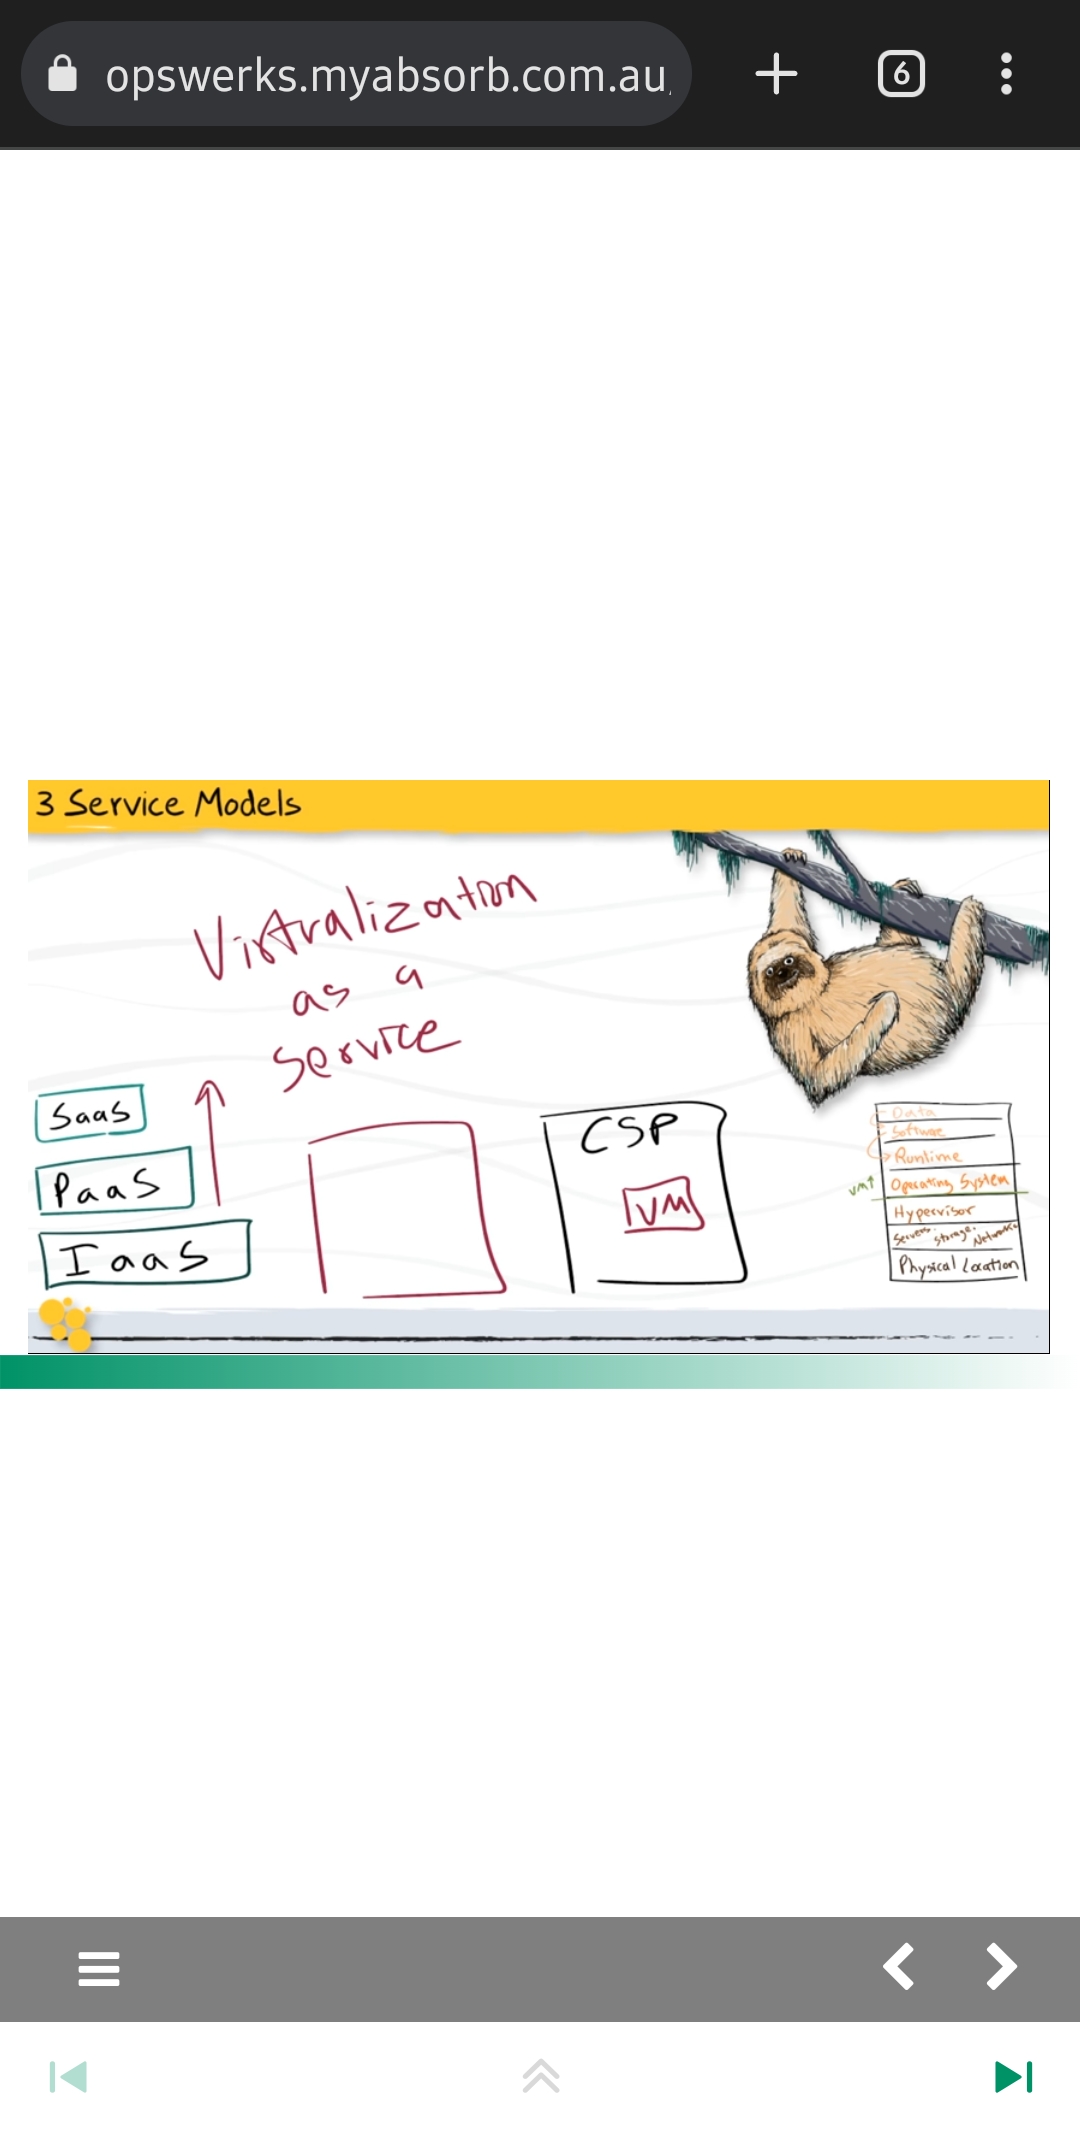 opswerks.myabsorb.com.au
6
3 Service Models
Virtualization
as a
service
SaaS
PaaS
IaaS
CSP
VM
Data
Software
Runtime
VM↑
Operating System
Hypervisor
Servers. Storage. Network
Physical Location